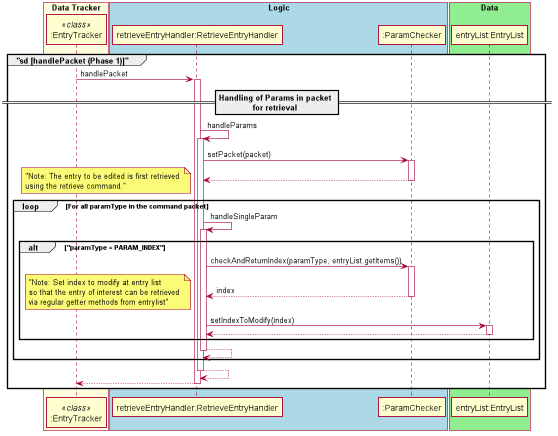 Data Tracker
Logic
Data
«class»
:EntryTracker
retrieveEntryHandler:RetrieveEntryHandler
:ParamChecker
entryList:EntryList
"sd [handlePacket (Phase 1)]"
handlePacket
Handling of Params in packet
for retrieval
handleParams
setPacket(packet)
"Note: The entry to be edited is first retrieved
using the retrieve command."
loop
[For all paramType in the command packet]
handleSingleParam
alt
["paramType = PARAM_INDEX"]
checkAndReturnIndex(paramType, entryList.getItems())
"Note: Set index to modify at entry list
so that the entry of interest can be retrieved
via regular getter methods from entrylist"
index
setIndexToModify(index)
«class»
:EntryTracker
retrieveEntryHandler:RetrieveEntryHandler
:ParamChecker
entryList:EntryList